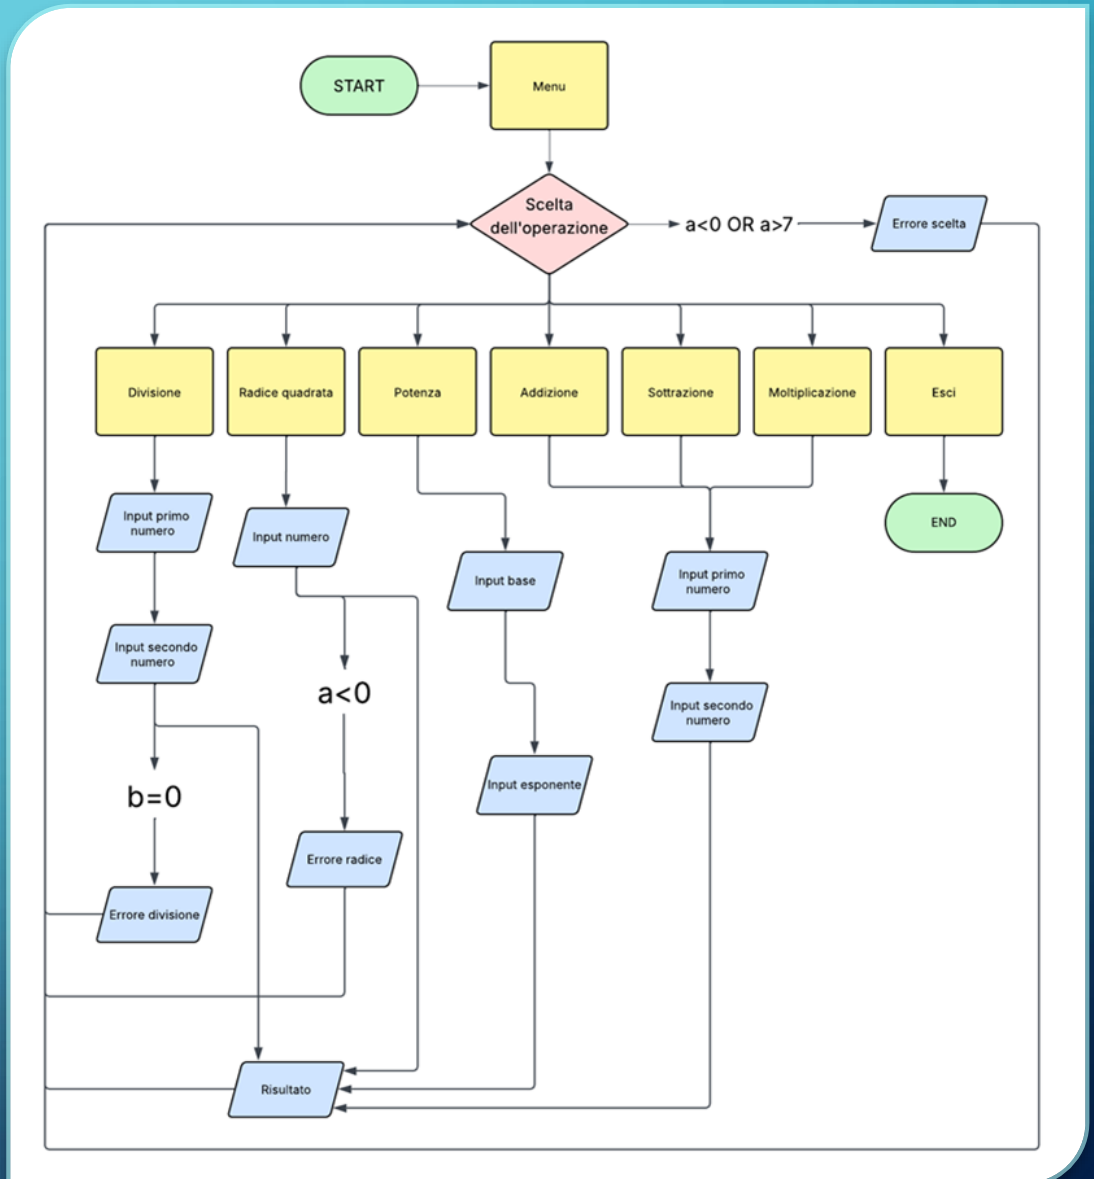 START
Menu
Scelta
dell'operazione
a<0 OR a>7
Errore scelta
Divisione
Radice quadrata
Potenza
Addizione
Sottrazione
Moltiplicazione
Esci
Input primo
numero
Input numero
END
Input base
Input primo
numero
Input secondo
numero
a<0
Input secondo
numero
Input esponente
b=0
Errore radice
Errore divisione
Risultato